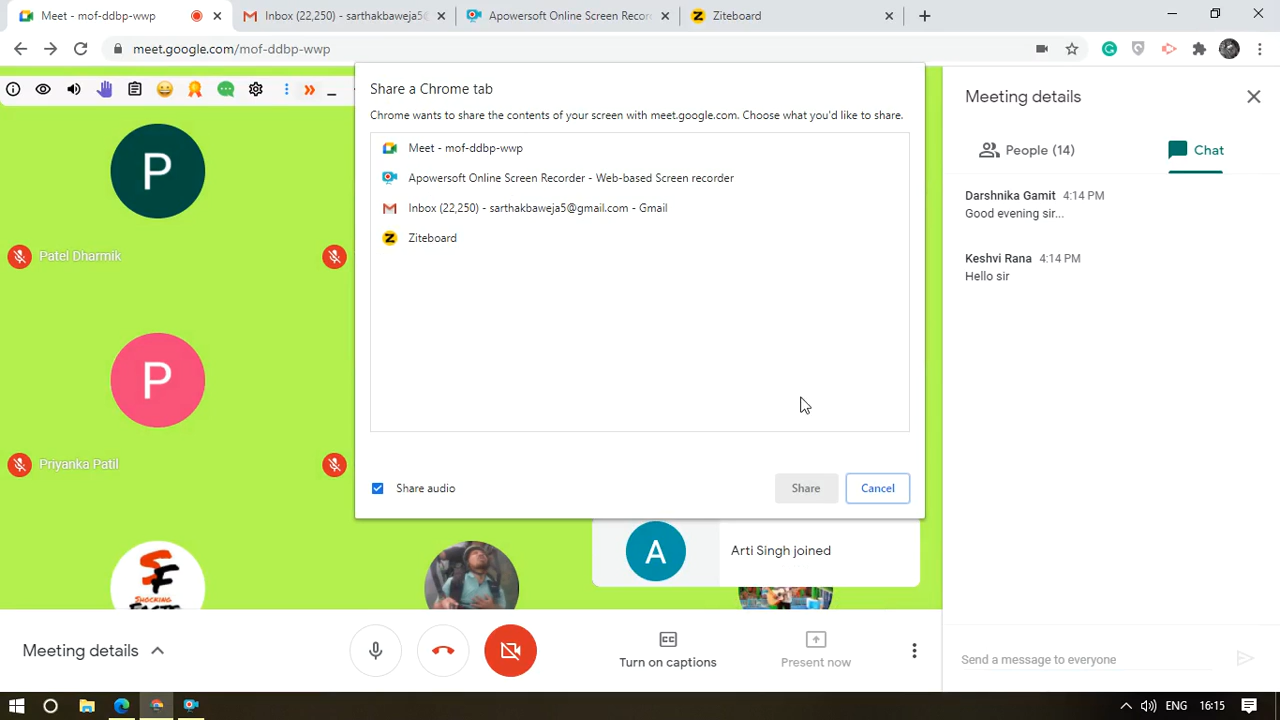 Meet - mof-ddbp-wwp
Inbox (22,250) - sarthakbaweja5
Apowersoft Online Screen Recor
Ziteboard
meet.google.com/mof-ddbp-wwp
Share a Chrome tab
Chrome wants to share the contents of your screen with meet.google.com. Choose what you'd like to share.
Meet - mof-ddbp-wwp
Apowersoft Online Screen Recorder - Web-based Screen recorder
Inbox (22,250) - sarthakbaweja5@gmail.com - Gmail
Ziteboard
Share audio
Share
Cancel
P
Patel Dharmik
P
Priyanka Patil
SF
SHOCKING
A
Arti Singh joined
Meeting details
People (14)
Chat
Darshnika Gamit 4:14 PM
Good evening sir...
Keshvi Rana 4:14 PM
Hello sir
Send a message to everyone
Meeting details
CC
Turn on captions
Present now
ENG
16:15